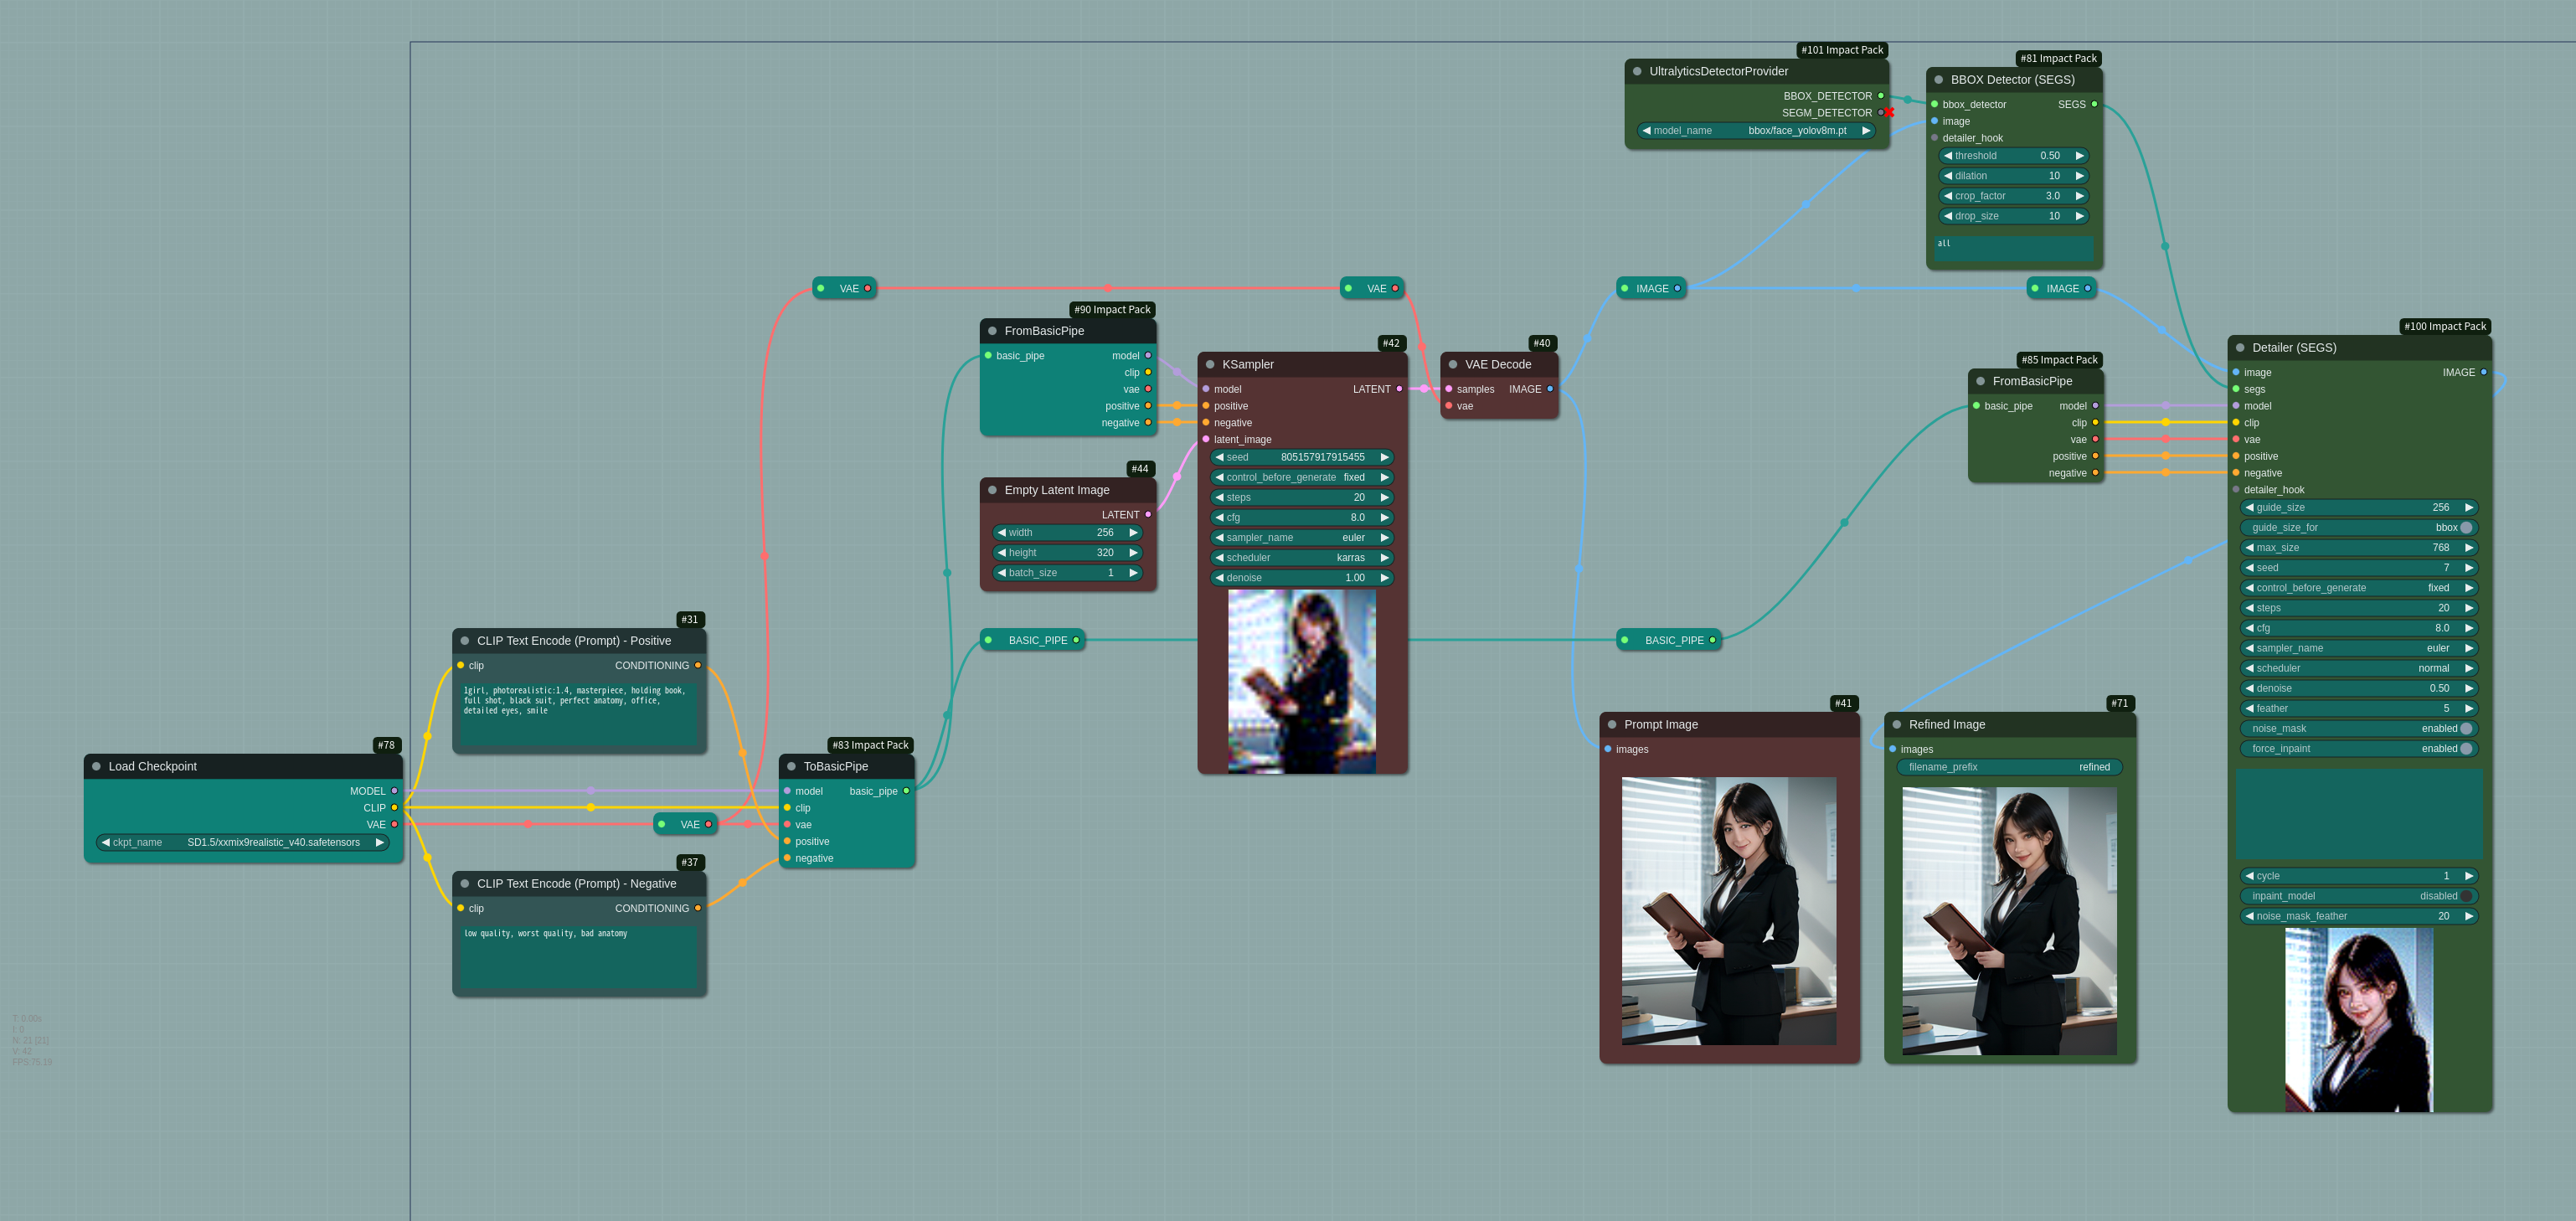 #101 Impact Pack
UltralyticsDetectorProvider
BBOX_DETECTOR
SEGM_DETECTOR
model_name bbox/face_yolov8m.pt
#81 Impact Pack
BBOX Detector (SEGS)
bbox_detector SEGS
image
detailer_hook
threshold 0.50
dilation 10
crop_factor 3.0
drop_size 10
all
VAE
VAE
IMAGE
IMAGE
#90 Impact Pack
FromBasicPipe
basic_pipe model
clip
vae
positive
negative
#44
Empty Latent Image
LATENT
width 256
height 320
batch_size 1
#42
KSampler
model LATENT
positive
negative
latent_image
seed 805157917915455
control_before_generate fixed
steps 20
cfg 8.0
sampler_name euler
scheduler karras
denoise 1.00
#40
VAE Decode
samples IMAGE
vae
#85 Impact Pack
FromBasicPipe
basic_pipe model
clip
vae
positive
negative
#100 Impact Pack
Detailer (SEGS)
image IMAGE
segs
model
clip
vae
positive
negative
detailer_hook
guide_size 256
guide_size_for bbox
max_size 768
seed 7
control_before_generate fixed
steps 20
cfg 8.0
sampler_name euler
scheduler normal
denoise 0.50
feather 5
noise_mask enabled
force_inpaint enabled
cycle 1
inpaint_model disabled
noise_mask_feather 20
BASIC_PIPE
BASIC_PIPE
#31
CLIP Text Encode (Prompt) - Positive
clip CONDITIONING
1girl, photorealistic:1.4, masterpiece, holding book,
full shot, black suit, perfect anatomy, office,
detailed eyes, smile
#78
Load Checkpoint
MODEL
CLIP
VAE
ckpt_name SD1.5/xxmix9realistic_v40.safetensors
VAE
#83 Impact Pack
ToBasicPipe
model basic_pipe
clip
vae
positive
negative
#37
CLIP Text Encode (Prompt) - Negative
clip CONDITIONING
low quality, worst quality, bad anatomy
#41
Prompt Image
images
#71
Refined Image
images
filename_prefix refined
T: 0.00s
I: 0
N: 21 [21]
V: 42
FPS:75.19